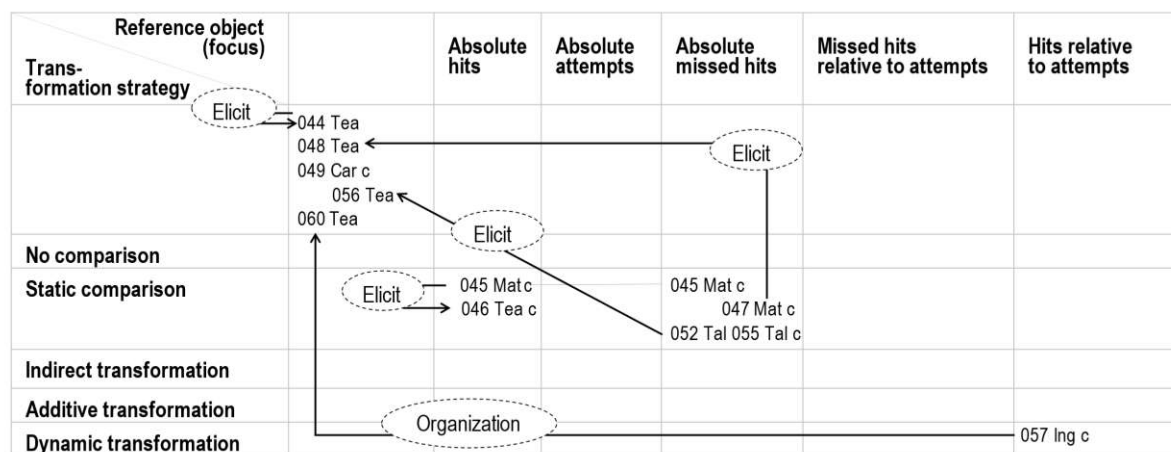 Reference object
(focus)
Trans-
formation strategy
Absolute
hits
Absolute
attempts
Absolute
missed hits
Missed hits
relative to attempts
Hits relative
to attempts
Elicit
044 Tea
048 Tea
Elicit
049 Car c
056 Tea
060 Tea
Elicit
No comparison
Static comparison
Elicit
045 Mat c
045 Mat c
046 Tea c
047 Mat c
052 Tal 055 Tal c
Indirect transformation
Additive transformation
Organization
Dynamic transformation
057 Ing c